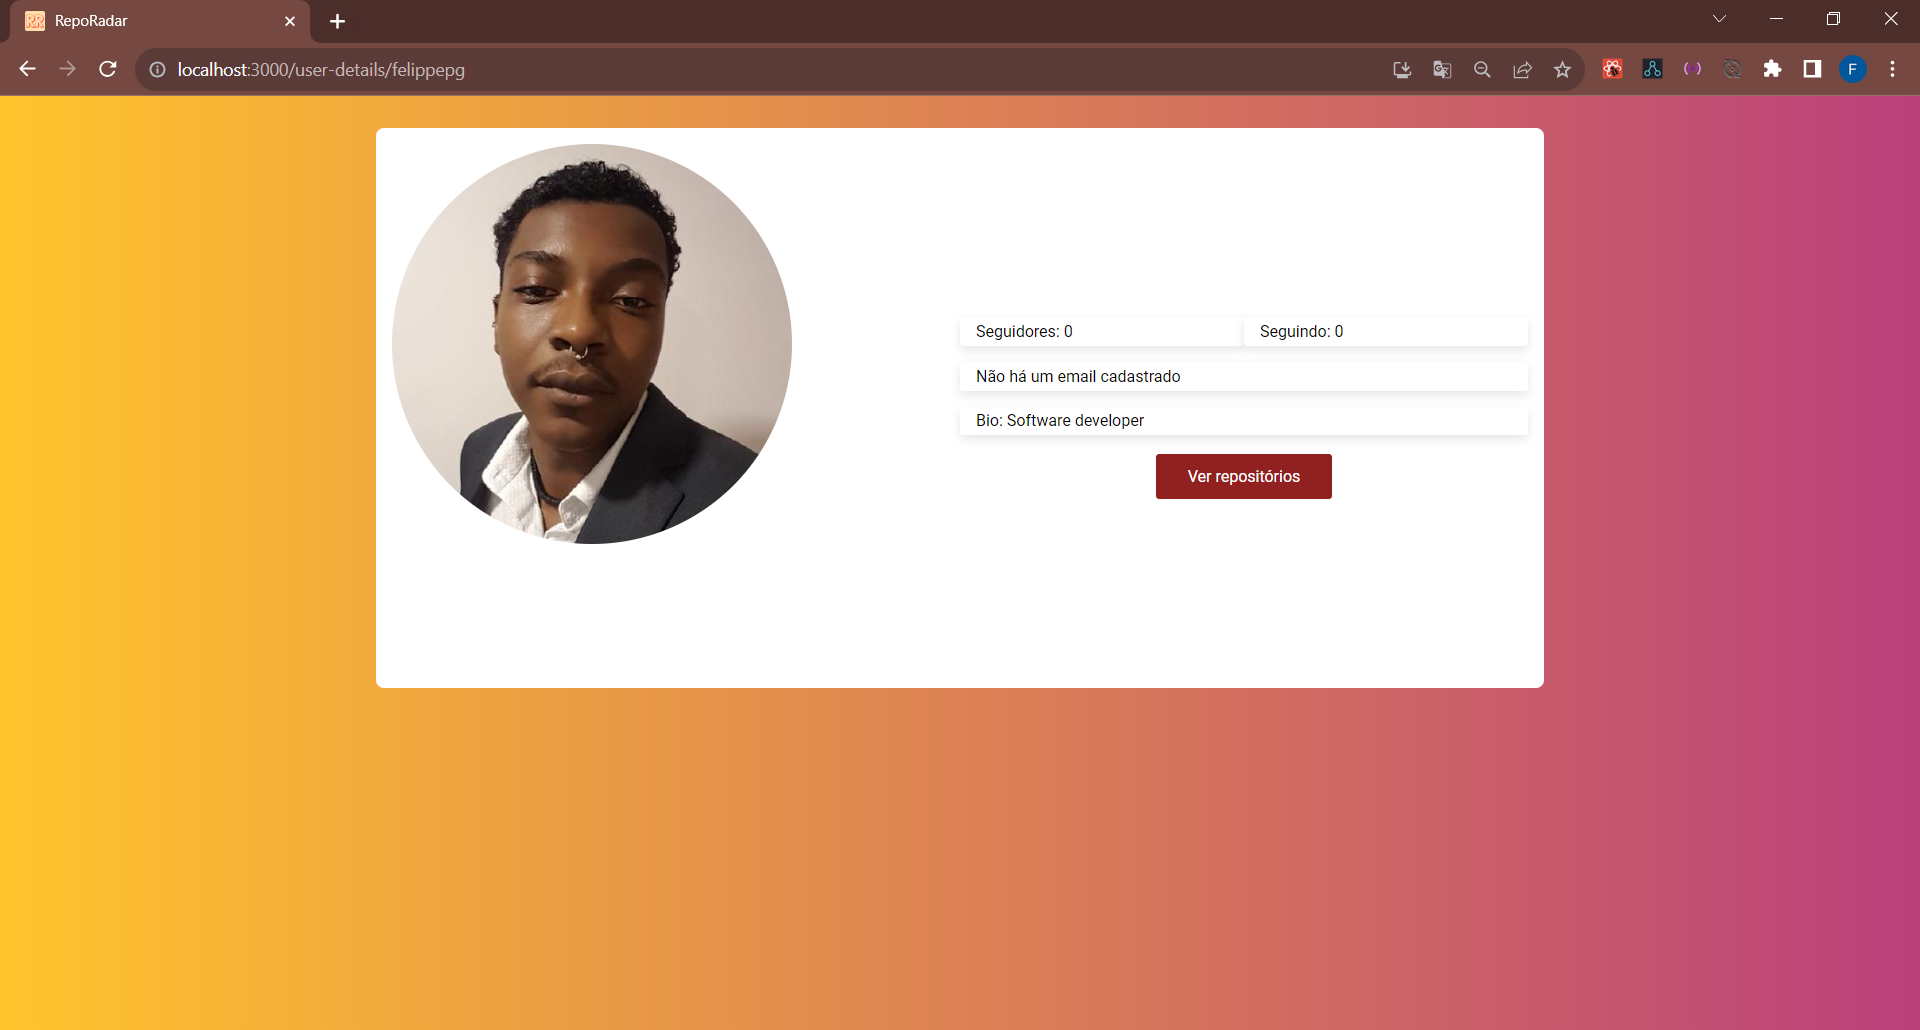 RepoRadar
localhost:3000/user-details/felippepg
F
Seguidores: 0
Seguindo: 0
Não há um email cadastrado
Bio: Software developer
Ver repositórios